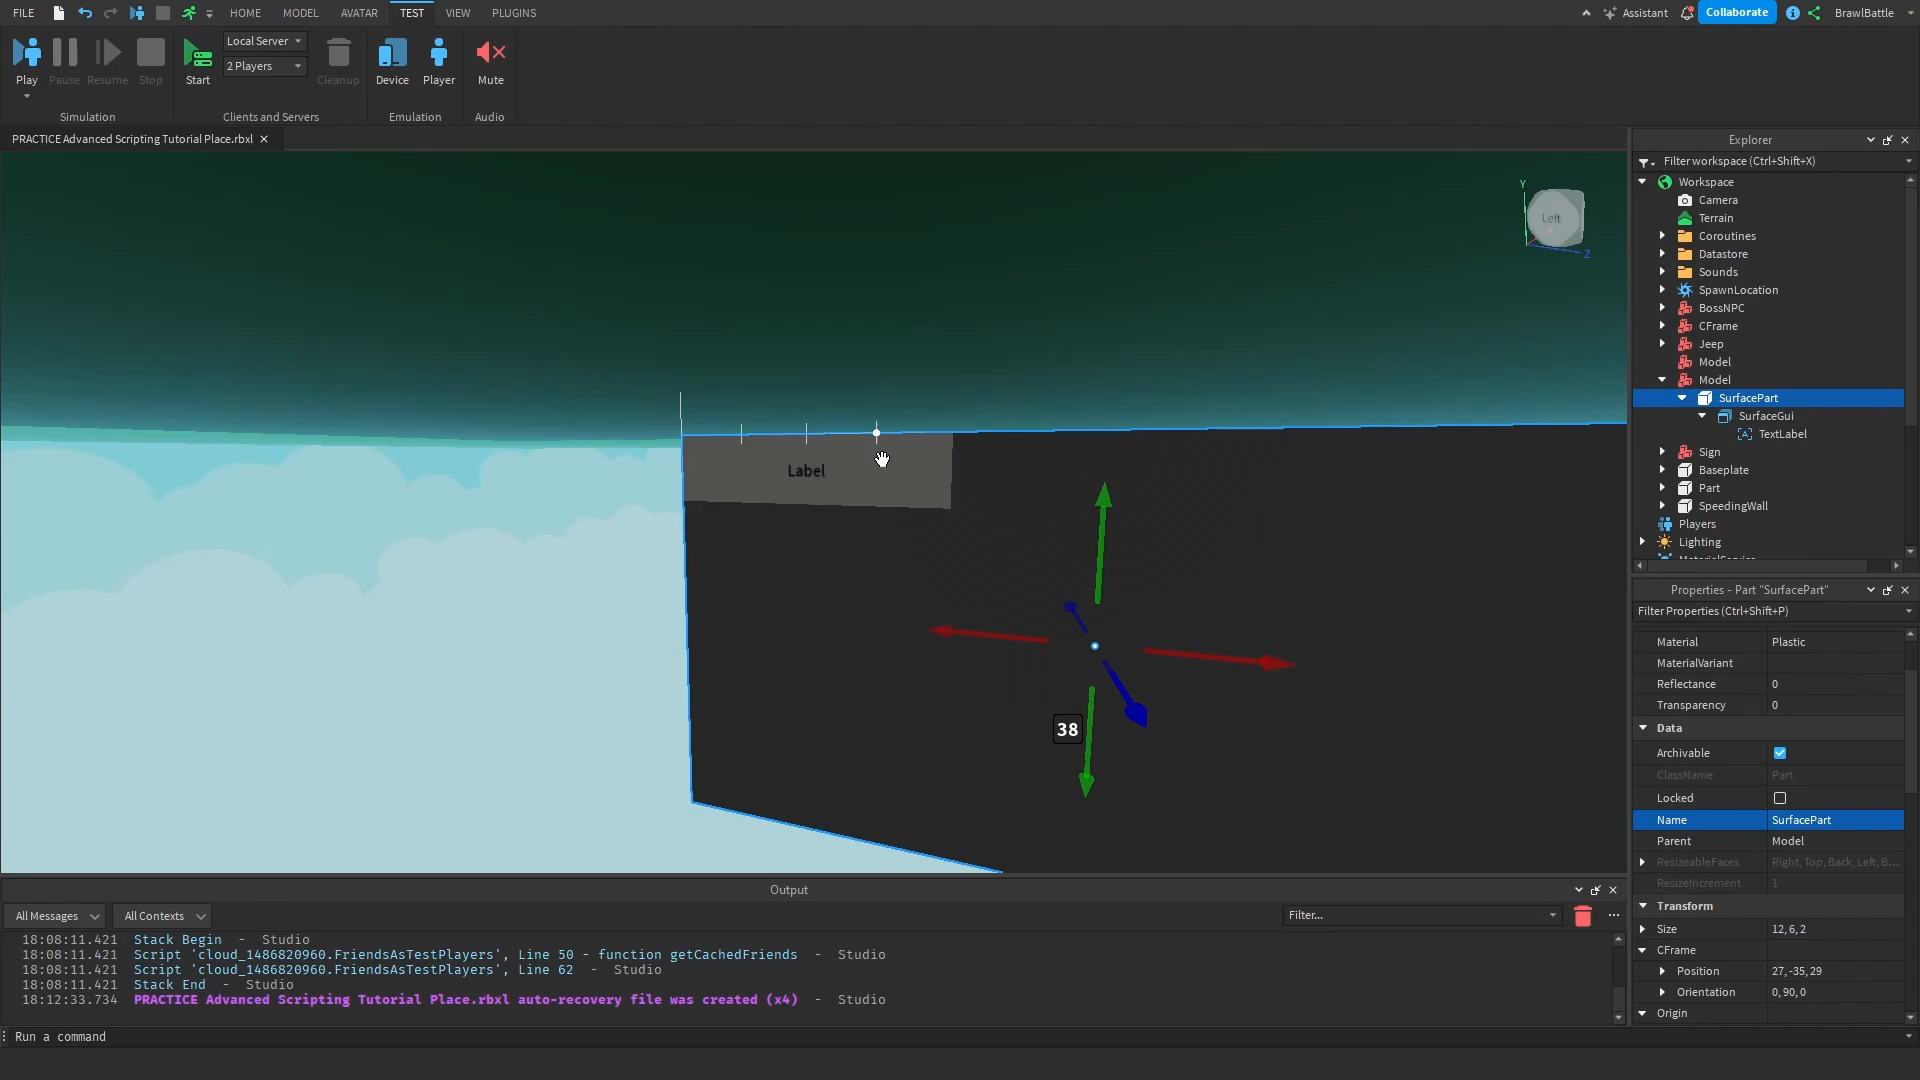 FILE HOME MODEL AVATAR TEST VIEW PLUGINS Assistant Collaborate BrawlBattle
Play Pause Resume Stop Start Local Server 2 Players Cleanup Device Player Mute
Simulation Clients and Servers Emulation Audio
PRACTICE Advanced Scripting Tutorial Place.rbxl
Y
Left
X
Z
Label
38
Explorer
Filter workspace (Ctrl+Shift+X)
Workspace
Camera
Terrain
Coroutines
Datastore
Sounds
SpawnLocation
BossNPC
CFrame
Jeep
Model
Model
SurfacePart
SurfaceGui
TextLabel
Sign
Baseplate
Part
SpeedingWall
Players
Lighting
Properties - Part "SurfacePart"
Filter Properties (Ctrl+Shift+P)
Material Plastic
MaterialVariant
Reflectance 0
Transparency 0
Data
Archivable
ClassName Part
Locked
Name SurfacePart
Parent Model
ResizeableFaces Right, Top, Back, Left, B...
ResizeIncrement 1
Transform
Size 12, 6, 2
CFrame
Position 27, -35, 29
Orientation 0, 90, 0
Origin
Output
All Messages All Contexts Filter...
18:08:11.421 Stack Begin - Studio
18:08:11.421 Script 'cloud_1486820960.FriendsAsTestPlayers', Line 50 - function getCachedFriends - Studio
18:08:11.421 Script 'cloud_1486820960.FriendsAsTestPlayers', Line 62 - Studio
18:08:11.421 Stack End - Studio
18:12:33.734 PRACTICE Advanced Scripting Tutorial Place.rbxl auto-recovery file was created (x4) - Studio
Run a command